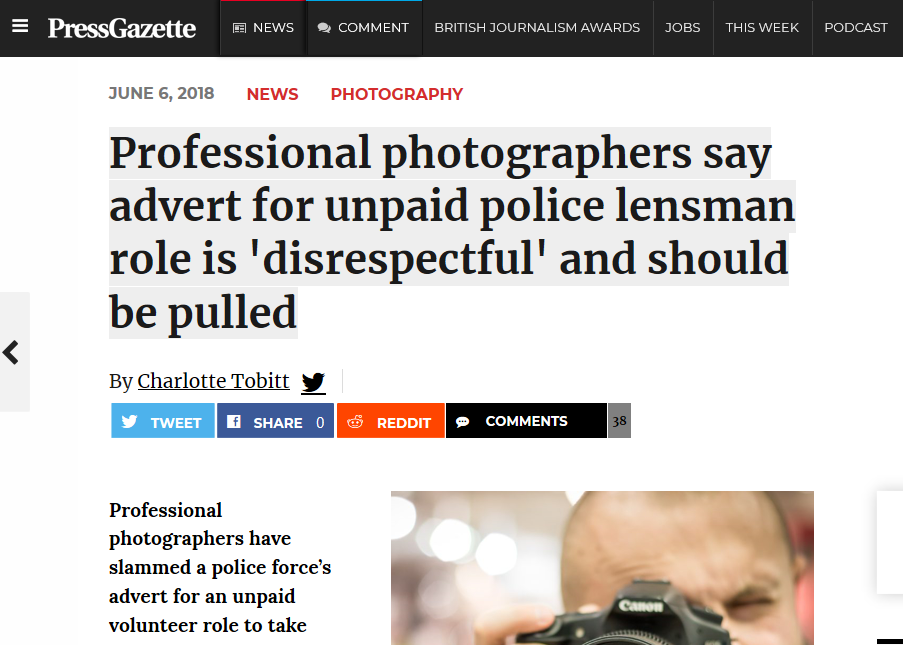 PressGazette
NEWS
COMMENT
BRITISH JOURNALISM AWARDS
JOBS
THIS WEEK
PODCAST
JUNE 6, 2018
NEWS
PHOTOGRAPHY
Professional photographers say
advert for unpaid police lensman
role is 'disrespectful' and should
be pulled
By Charlotte Tobitt
TWEET
SHARE 0
REDDIT
COMMENTS
38
Professional
photographers have
slammed a police force’s
advert for an unpaid
volunteer role to take
Canon